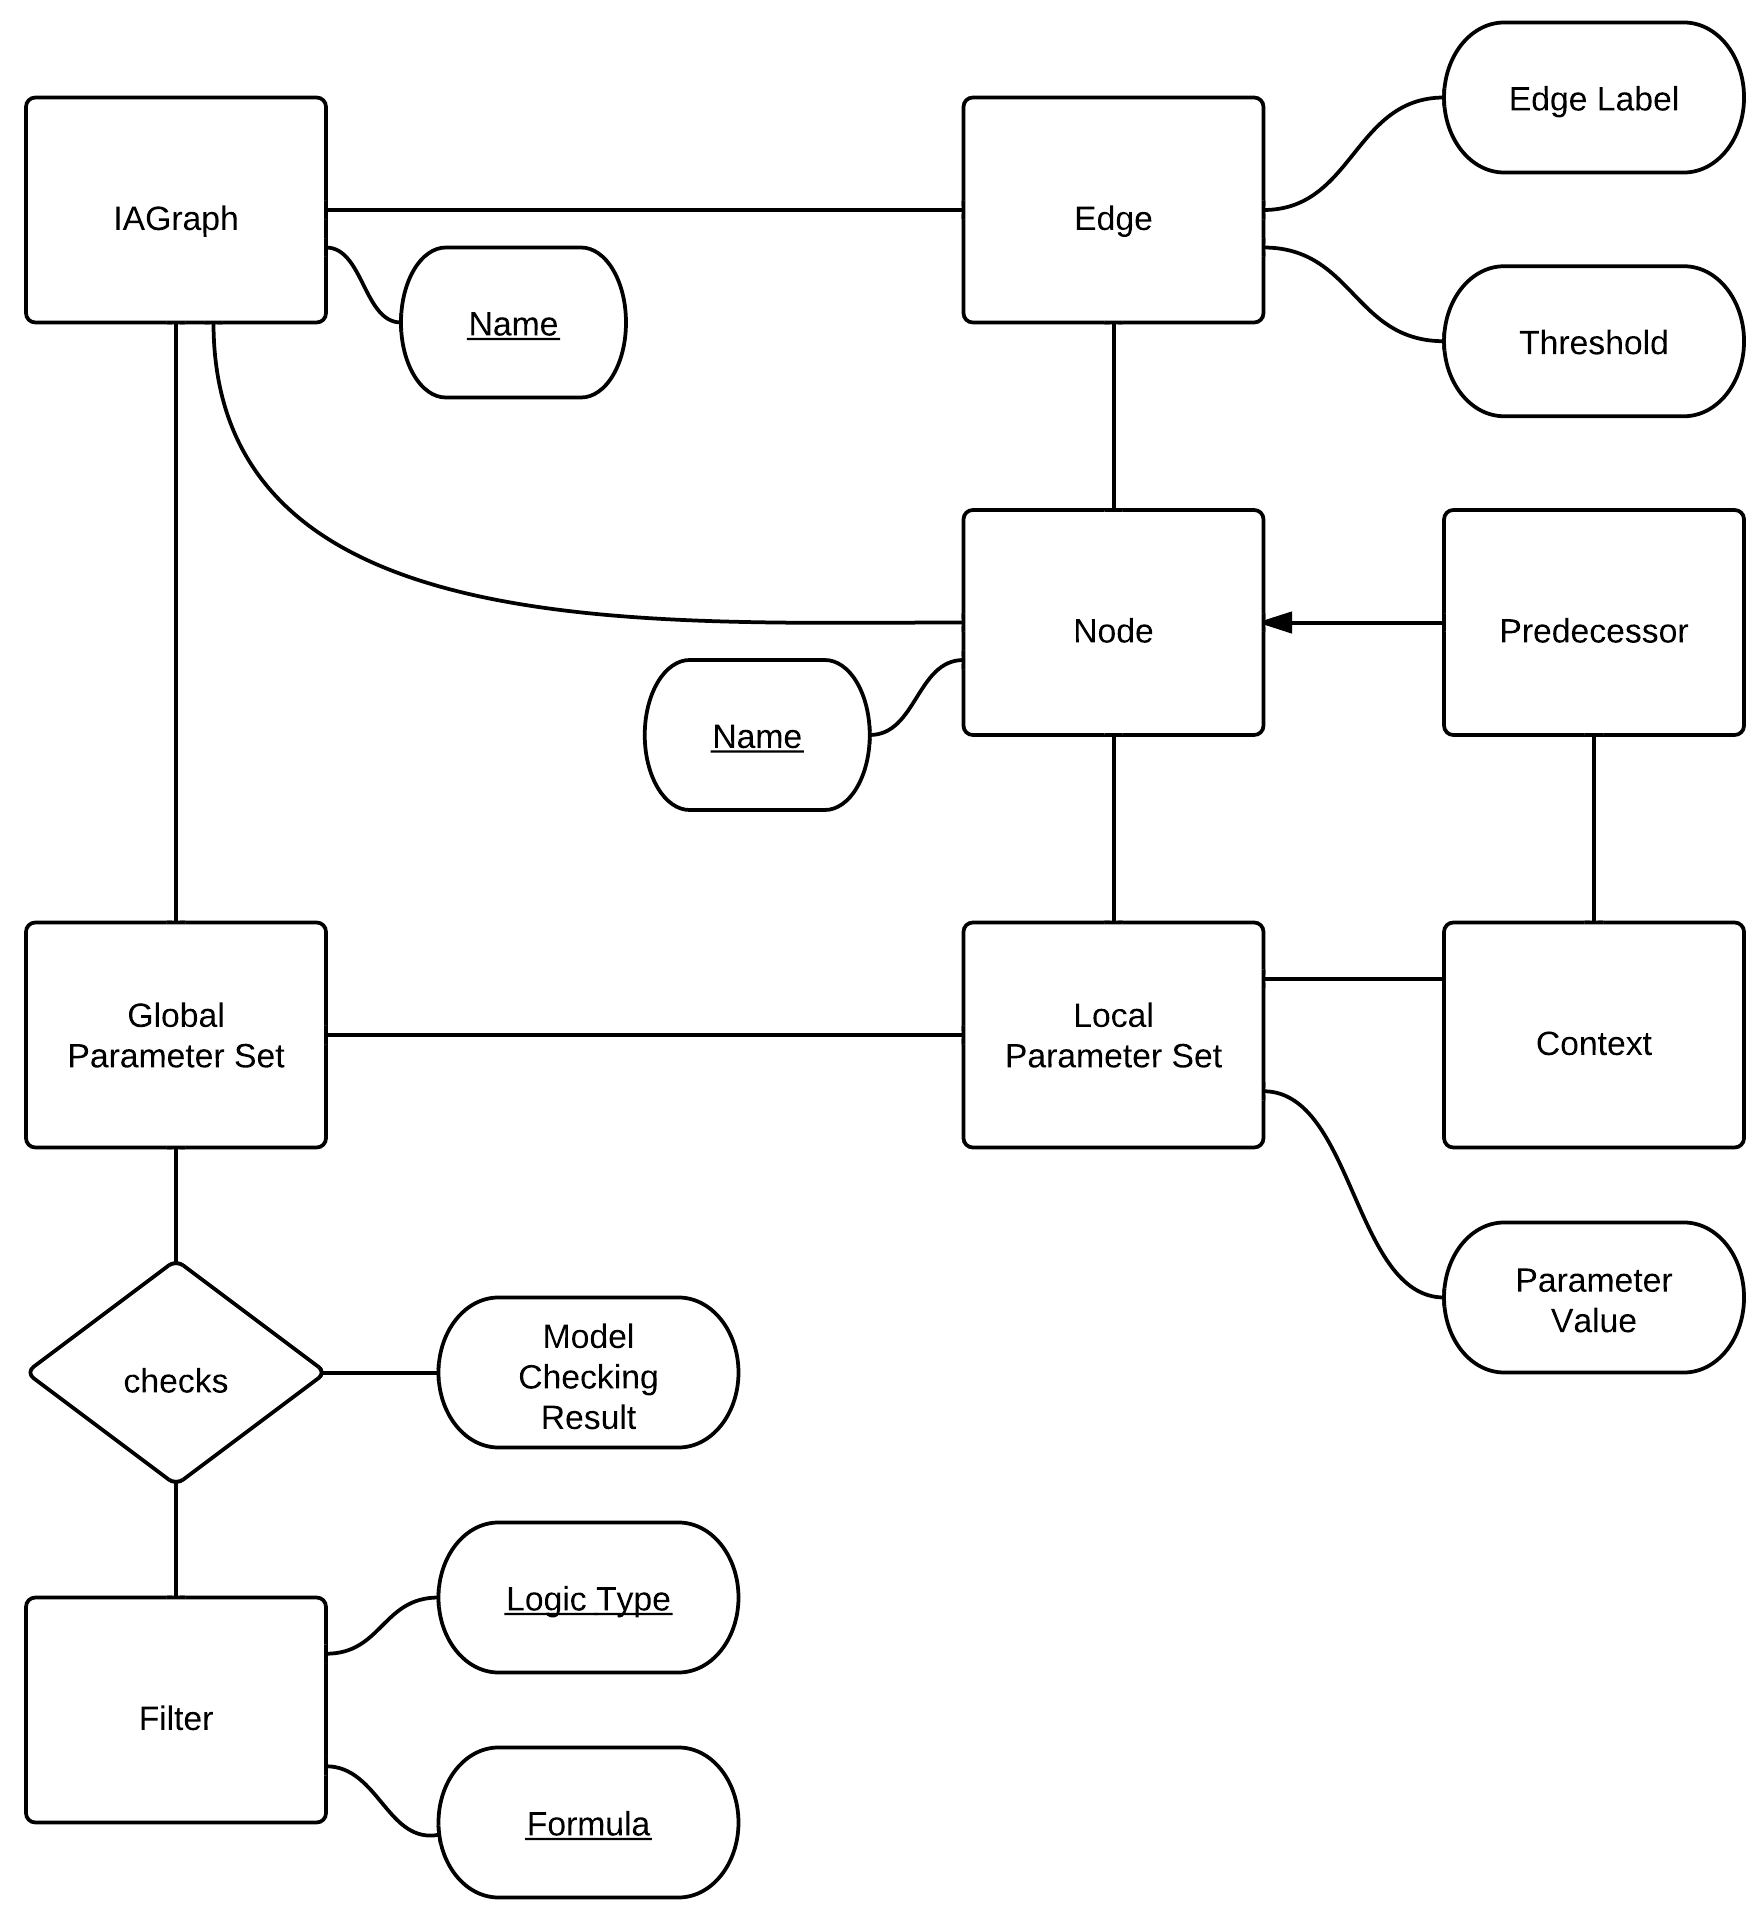 Edge Label
IAGraph
Edge
Name
Threshold
Node
Predecessor
Name
Global
Parameter Set
Local
Parameter Set
Context
Parameter
Value
checks
Model
Checking
Result
Logic Type
Filter
Formula